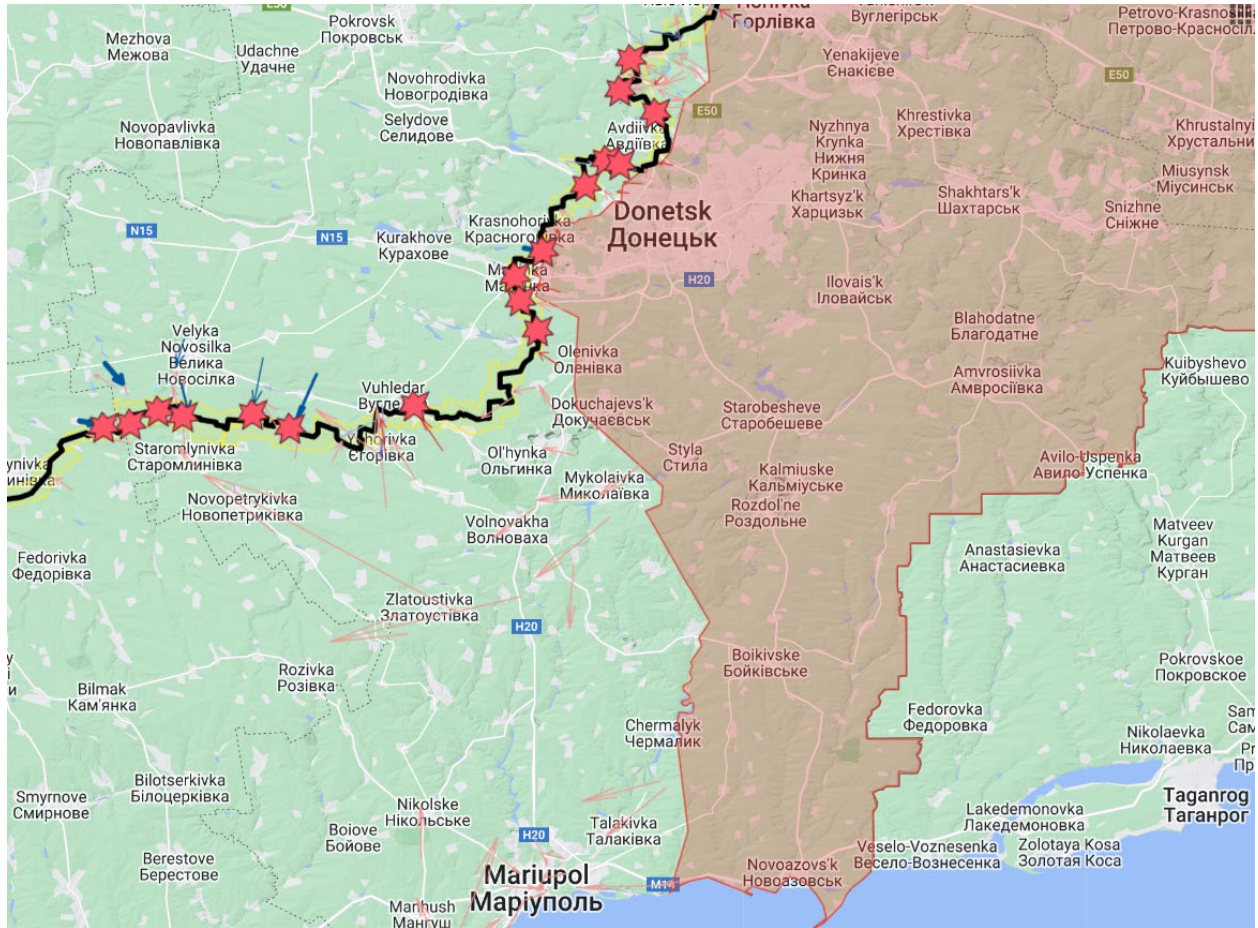 E50
Pokrovsk
Покровськ
Mezhova
Межова
Udachne
Удачне
Горлівка
Vuhlehirsk
Вуглегірськ
Petrovo-Krasnosil
Петрово-Красносіл
Yenakijeve
Єнакієве
E50
Novohrodivka
Новогродівка
Selydove
Селидове
E50
Novopavlivka
Новопавлівка
Avdiivka
Авдіївка
Khrestivka
Хрестівка
Nyzhnya
Krynka
Нижня
Кринка
Khrustalnyi
Хрустальний
Miusynsk
Міусинськ
Khartsyz'k
Харцизьк
Shakhtars'k
Шахтарськ
Snizhne
Сніжне
Donetsk
Донецьк
N15
N15
Krasnohorivka
Красногорівка
Kurakhove
Курахове
H20
Ilovais'k
Іловайськ
Blahodatne
Благодатне
Velyka
Novosilka
Велика
Новосілка
Olenivka
Оленівка
Kuibyshevo
Куйбышево
Amvrosiivka
Амвросіївка
Vuhledar
Dokuchajevs'k
Докучаєвськ
Starobesheve
Старобешеве
Єгорівка
Staromlynivka
Старомлинівка
Ol'hynka
Ольгинка
Styla
Стила
Mykolaivka
Миколаївка
Kalmiuske
Кальміуське
Avilo-Uspenka
Авило-Успенка
Novopetrykivka
Новопетриківка
Rozdol'ne
Роздольне
Volnovakha
Волноваха
Matveev
Kurgan
Матвеев
Курган
Fedorivka
Федорівка
Anastasievka
Анастасиевка
Zlatoustivka
Златоустівка
H20
Boikivske
Бойківське
Pokrovskoe
Покровское
Rozivka
Розівка
Bilmak
Кам'янка
Chermalyk
Чермалик
Fedorovka
Федоровка
Nikolaevka
Николаевка
Bilotserkivka
Білоцерківка
Smyrnove
Смирнове
Nikolske
Нікольське
Boiove
Бойове
Talakivka
Талаківка
H20
Lakedemonovka
Лакедемоновка
Taganrog
Таганрог
Berestove
Берестове
Veselo-Voznesenka
Весело-Вознесенка
Zolotaya Kosa
Золотая Коса
Novoazovs'k
Новоазовськ
M14
Mariupol
Маріуполь
Manhush
Мангуш